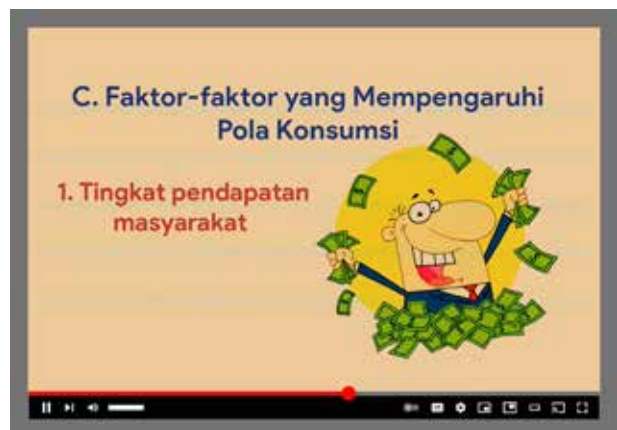 C. Faktor-faktor yang Mempengaruhi
Pola Konsumsi
1. Tingkat pendapatan
masyarakat